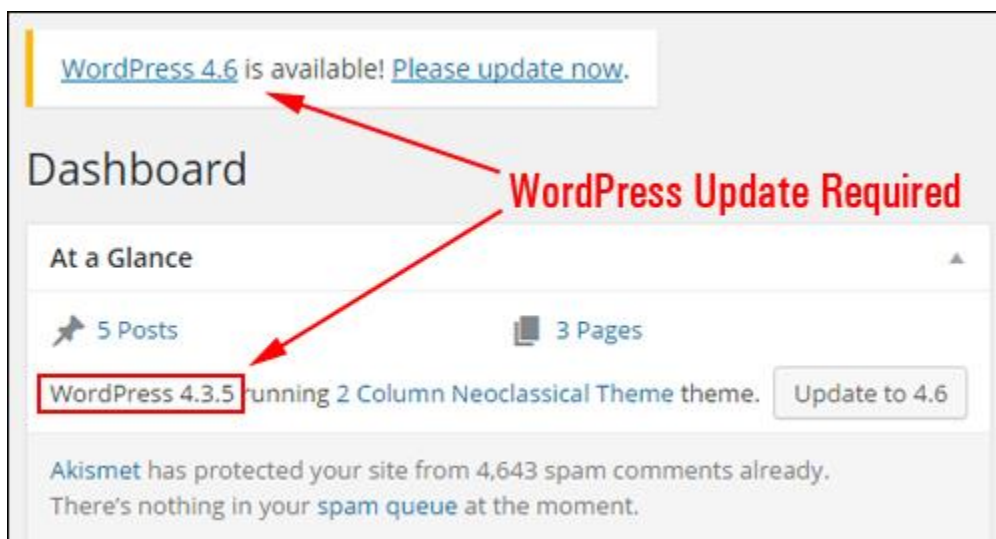 WordPress 4.6 is available! Please update now.
Dashboard
WordPress Update Required
At a Glance
5 Posts
3 Pages
WordPress 4.3.5 running 2 Column Neoclassical Theme theme.
Update to 4.6
Akismet has protected your site from 4,643 spam comments already.
There's nothing in your spam queue at the moment.